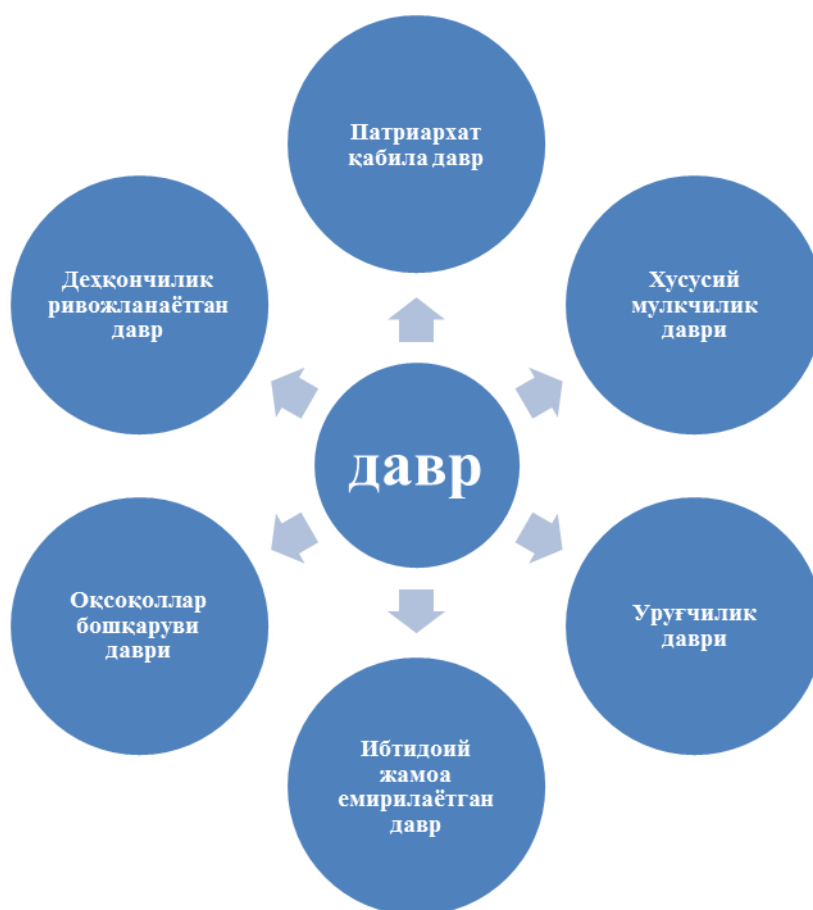 Патриархат
қабила давр
Деҳқончилик
ривожланаётган
давр
Хусусий
мулкчилик
даври
давр
Оқсоқоллар
бошқаруви
даври
Уруғчилик
даври
Ибтидоий
жамоа
емирилаётган
давр